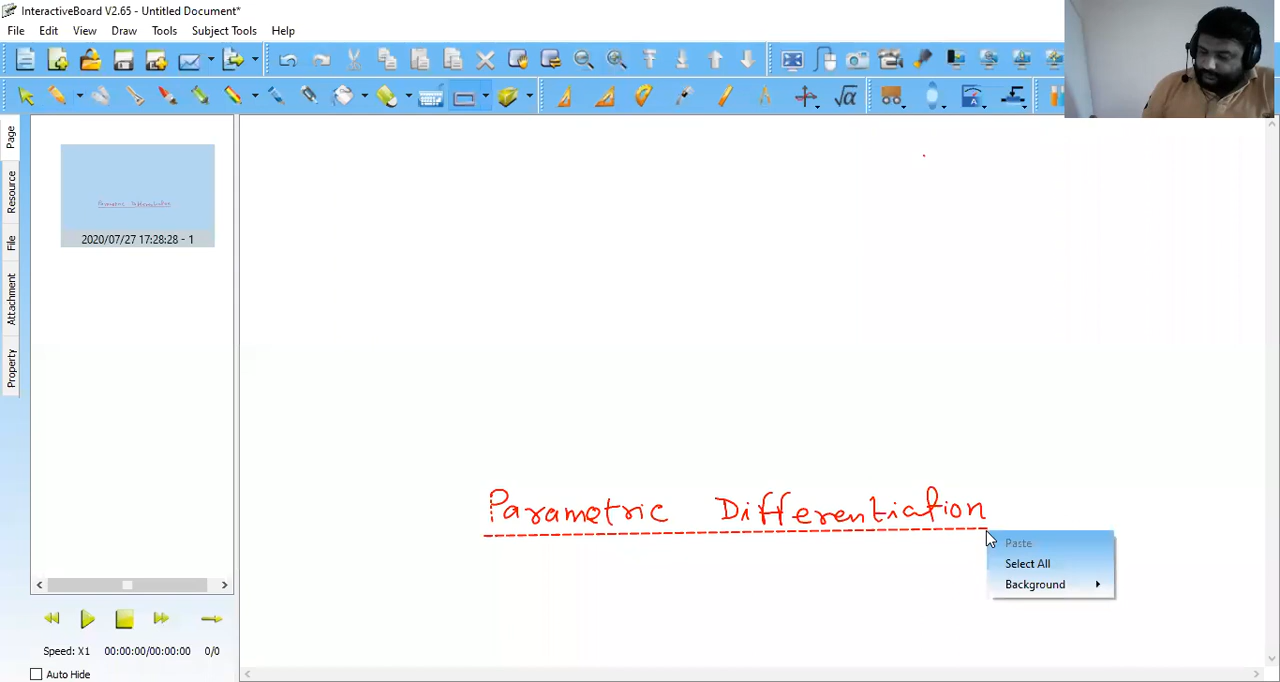 InteractiveBoard V2.65 - Untitled Document*
File Edit View Draw Tools Subject Tools Help
Page
Resource
File
Attachment
Property
2020/07/27 17:28:28 - 1
Parametric Differentiation
Paste
Select All
Background
Speed: X1 00:00:00/00:00:00 0/0
Auto Hide